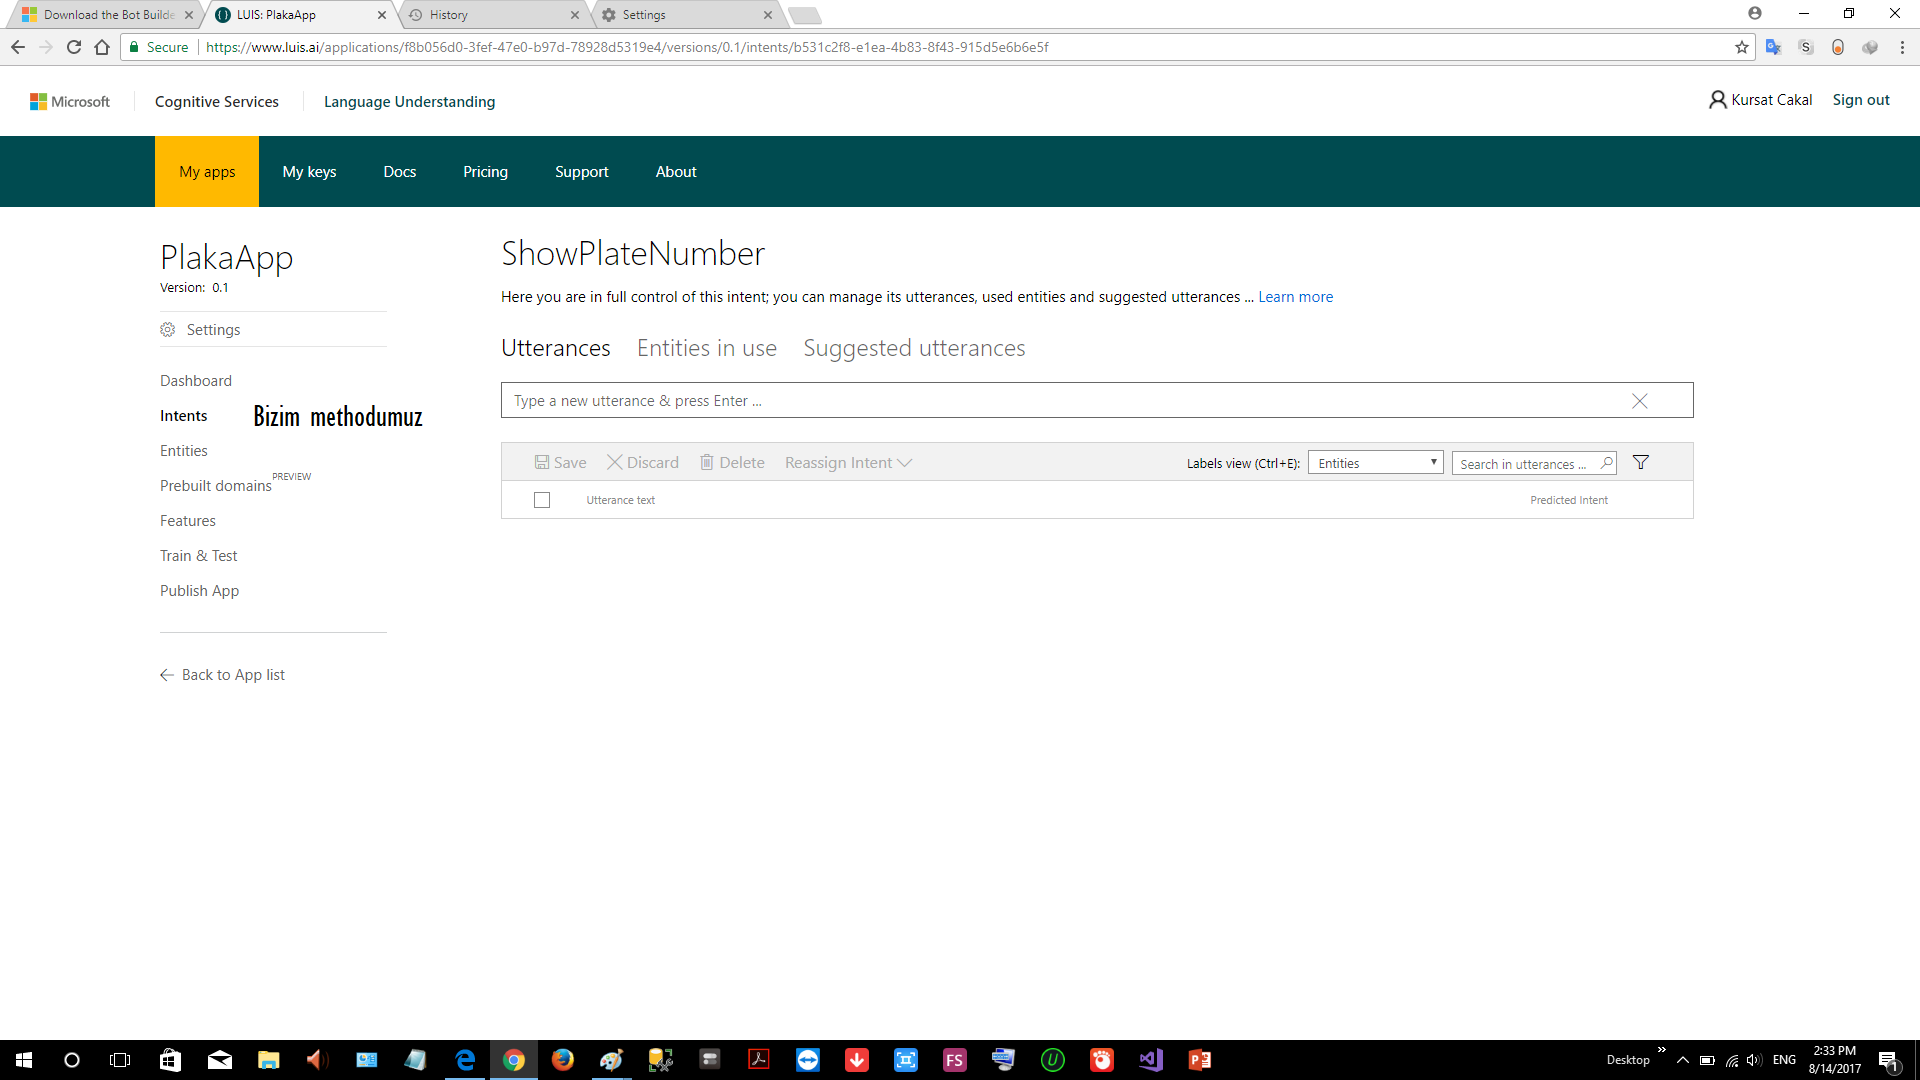 Download the Bot Builde
LUIS: PlakaApp
History
Settings
Secure
https://www.luis.ai/applications/f8b056d0-3fef-47e0-b97d-78928d5319e4/versions/0.1/intents/b531c2f8-e1ea-4b83-8f43-915d5e6b6e5f
Microsoft
Cognitive Services
Language Understanding
Kursat Cakal
Sign out
My apps
My keys
Docs
Pricing
Support
About
PlakaApp
Version: 0.1
Settings
Dashboard
Intents
Bizim methodumuz
Entities
Prebuilt domains PREVIEW
Features
Train & Test
Publish App
Back to App list
ShowPlateNumber
Here you are in full control of this intent; you can manage its utterances, used entities and suggested utterances ... Learn more
Utterances Entities in use Suggested utterances
Type a new utterance & press Enter ...
Save Discard Delete Reassign Intent
Labels view (Ctrl+E): Entities
Search in utterances ...
Utterance text
Predicted Intent
FS
U
Desktop
ENG
2:33 PM
8/14/2017
1